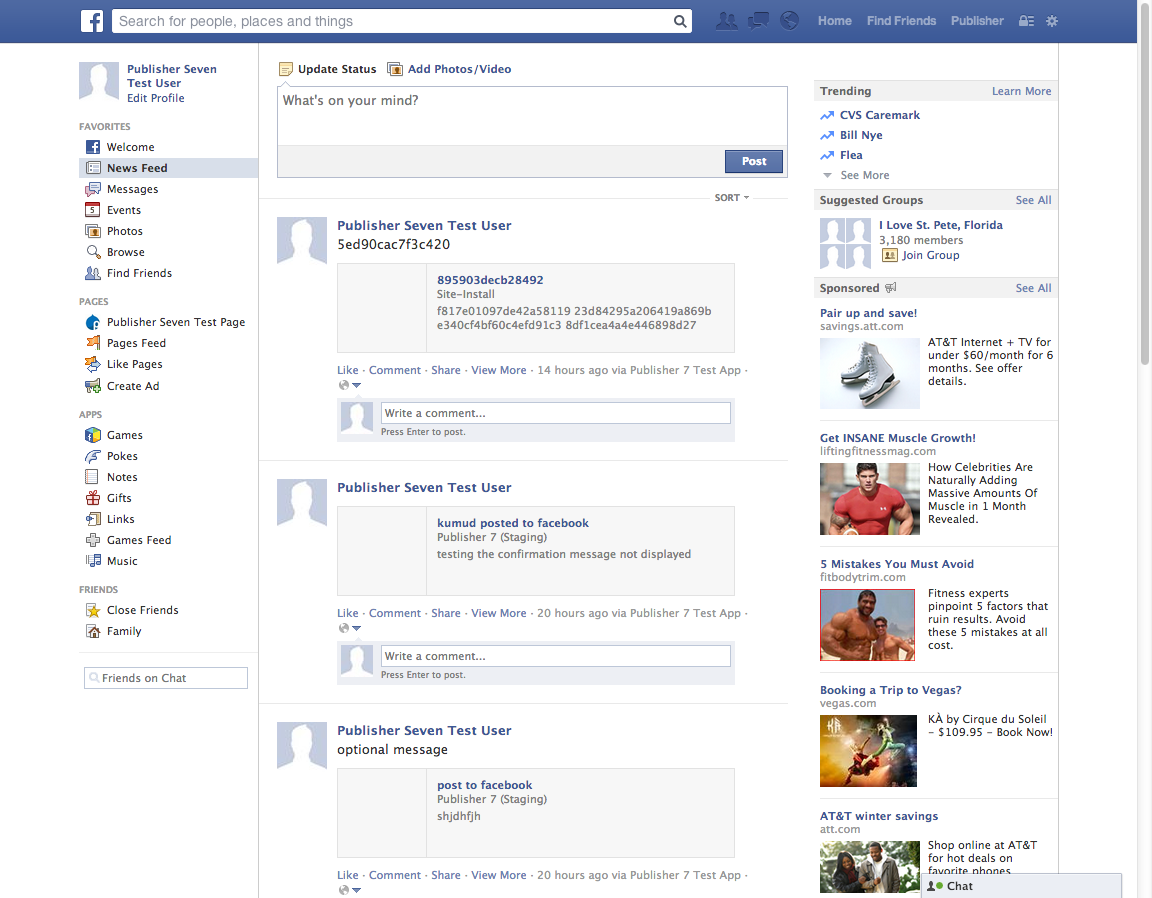 Search for people, places and things
Home
Find Friends
Publisher
Publisher Seven
Test User
Edit Profile
FAVORITES
Welcome
News Feed
Messages
5
Events
Photos
Browse
Find Friends
PAGES
Publisher Seven Test Page
Pages Feed
Like Pages
Create Ad
APPS
Games
Pokes
Notes
Gifts
Links
Games Feed
Music
FRIENDS
Close Friends
Family
Friends on Chat
Update Status
Add Photos/Video
What's on your mind?
Post
SORT
Publisher Seven Test User
5ed90cac7f3c420
895903decb28492
Site-Install
f817e01097de42a58119 23d84295a206419a869b
e340cf4bf60c4efd91c3 8df1cea4a4e446898d27
Like · Comment · Share · View More · 14 hours ago via Publisher 7 Test App ·
Write a comment...
Press Enter to post.
Publisher Seven Test User
kumud posted to facebook
Publisher 7 (Staging)
testing the confirmation message not displayed
Like · Comment · Share · View More · 20 hours ago via Publisher 7 Test App ·
Write a comment...
Press Enter to post.
Publisher Seven Test User
optional message
post to facebook
Publisher 7 (Staging)
shjdhfjh
Like · Comment · Share · View More · 20 hours ago via Publisher 7 Test App ·
Trending
Learn More
CVS Caremark
Bill Nye
Flea
See More
Suggested Groups
See All
I Love St. Pete, Florida
3,180 members
Join Group
Sponsored
See All
Pair up and save!
savings.att.com
AT&T Internet + TV for
under $60/month for 6
months. See offer
details.
Get INSANE Muscle Growth!
liftingfitnessmag.com
How Celebrities Are
Naturally Adding
Massive Amounts Of
Muscle in 1 Month
Revealed.
5 Mistakes You Must Avoid
fitbodytrim.com
Fitness experts
pinpoint 5 factors that
ruin results. Avoid
these 5 mistakes at all
cost.
Booking a Trip to Vegas?
vegas.com
KÀ
KÀ by Cirque du Soleil
– $109.95 – Book Now!
AT&T winter savings
att.com
Shop online at AT&T
for hot deals on
favorite phones
Chat